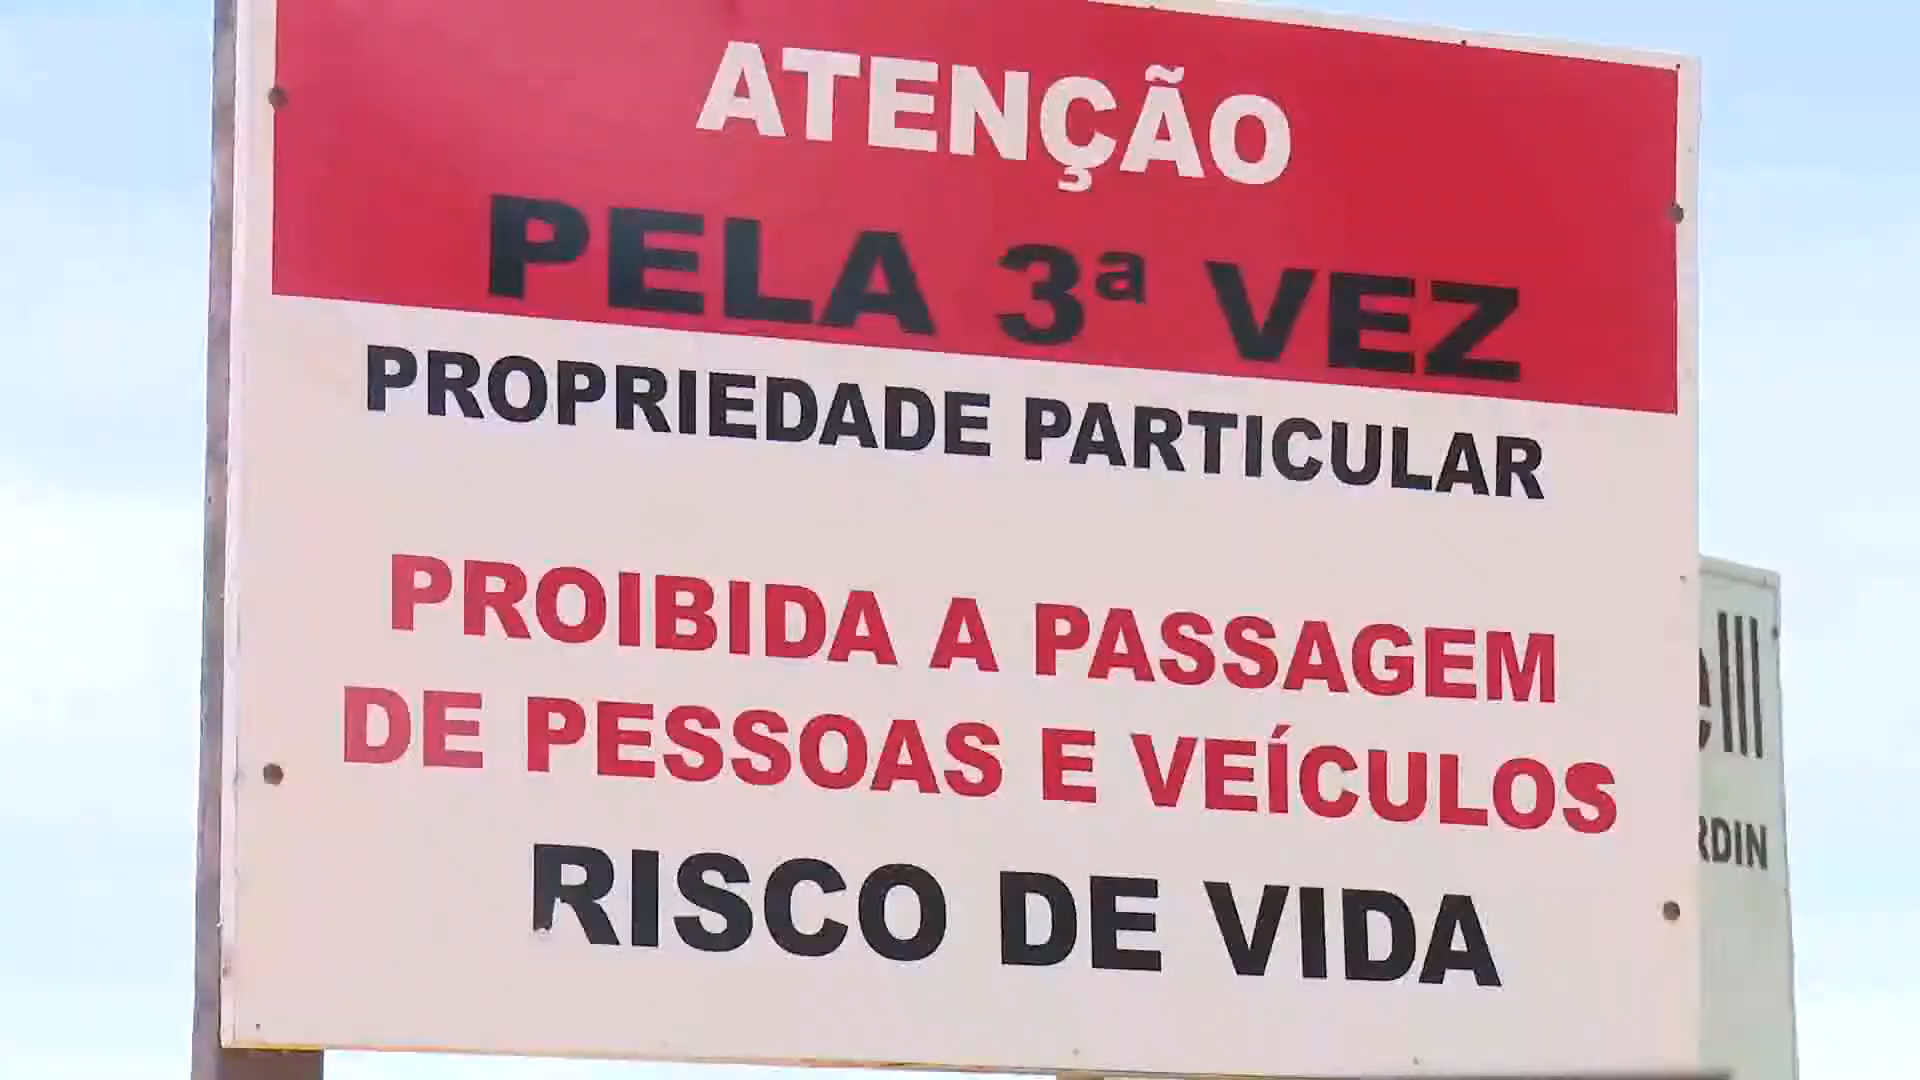 ATENÇÃO
PELA 3ª VEZ
PROPRIEDADE PARTICULAR
PROIBIDA A PASSAGEM
DE PESSOAS E VEÍCULOS
RISCO DE VIDA